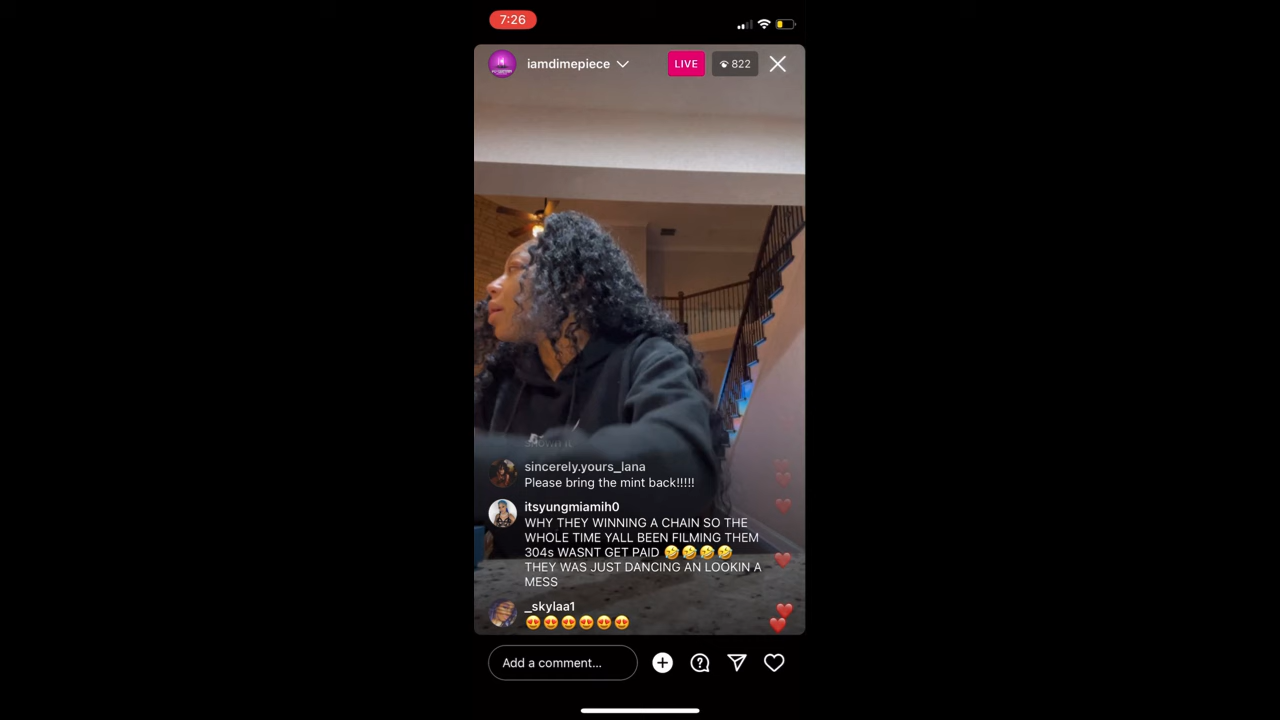 7:26
iamdimepiece
LIVE
822
sincerely.yours_lana
Please bring the mint back!!!!!
itsyungmiamih0
WHY THEY WINNING A CHAIN SO THE
WHOLE TIME YALL BEEN FILMING THEM
304s WASNT GET PAID 🤣🤣🤣🤣
THEY WAS JUST DANCING AN LOOKIN A
MESS
_skylaa1
😍😍😍😍😍😍
Add a comment...